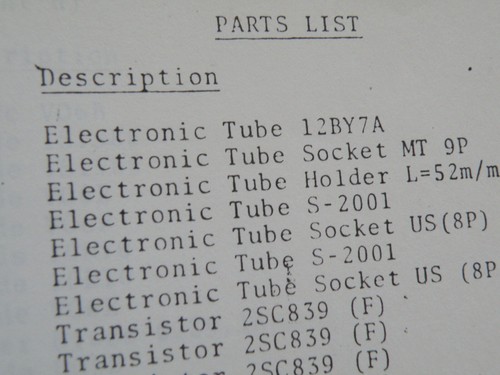 PARTS LIST
Description
Electronic Tube 12BY7A
Electronic Tube Socket MT 9P
Electronic Tube Holder L=52m/m
Electronic Tube S-2001
Electronic Tube Socket US(8P)
Electronic Tube S-2001
Electronic Tube Socket US (8P
Transistor 2SC839 (F)
Transistor 2SC839 (F)
2SC839 (F)